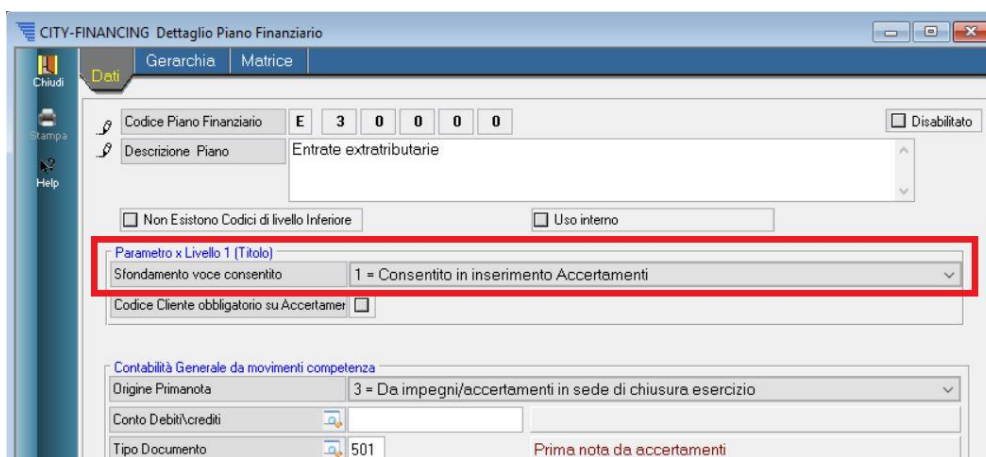 CITY-FINANCING Dettaglio Piano Finanziario
Chiudi
Stampa
Help
Dati Gerarchia Matrice
Codice Piano Finanziario E 3 0 0 0 0 Disabilitato
Descrizione Piano Entrate extratributarie
Non Esistono Codici di livello Inferiore Uso interno
Parametro x Livello 1 (Titolo)
Sfondamento voce consentito 1 = Consentito in inserimento Accertamenti
Codice Cliente obbligatorio su Accertamer
Contabilità Generale da movimenti competenza
Origine Primanota 3 = Da impegni/accertamenti in sede di chiusura esercizio
Conto Debiti\crediti
Tipo Documento 501 Prima nota da accertamenti